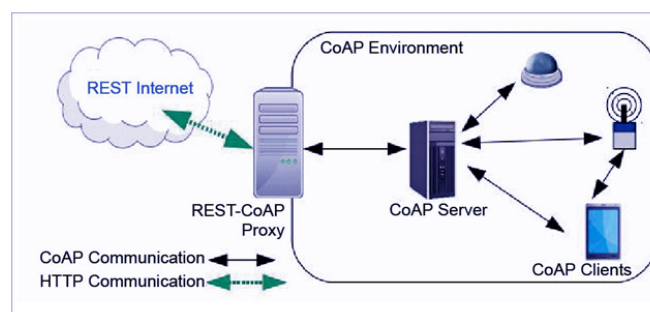 CoAP Environment
REST Internet
REST-CoAP
Proxy
CoAP Server
CoAP Clients
CoAP Communication
HTTP Communication